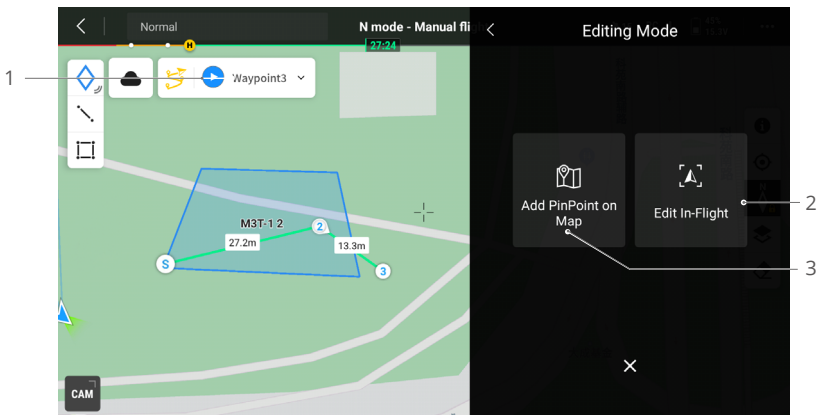 Normal
N mode - Manual fli
Editing Mode
H
27:24
1
Waypoint3
Add PinPoint on
Map
Edit In-Flight
2
M3T-1 2
2
27.2m
13.3m
S
3
3
CAM